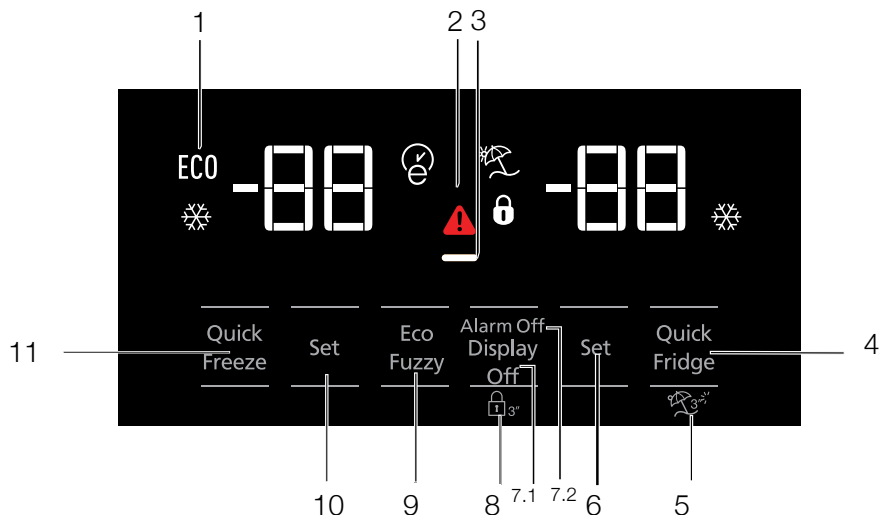 1 2 3
ECO -88 e -88
Quick Freeze
Set
Eco Fuzzy
Alarm Off
Display Off
Set
Quick Fridge
3"
3"
11 4
10 9 8 7.1 7.2 6 5